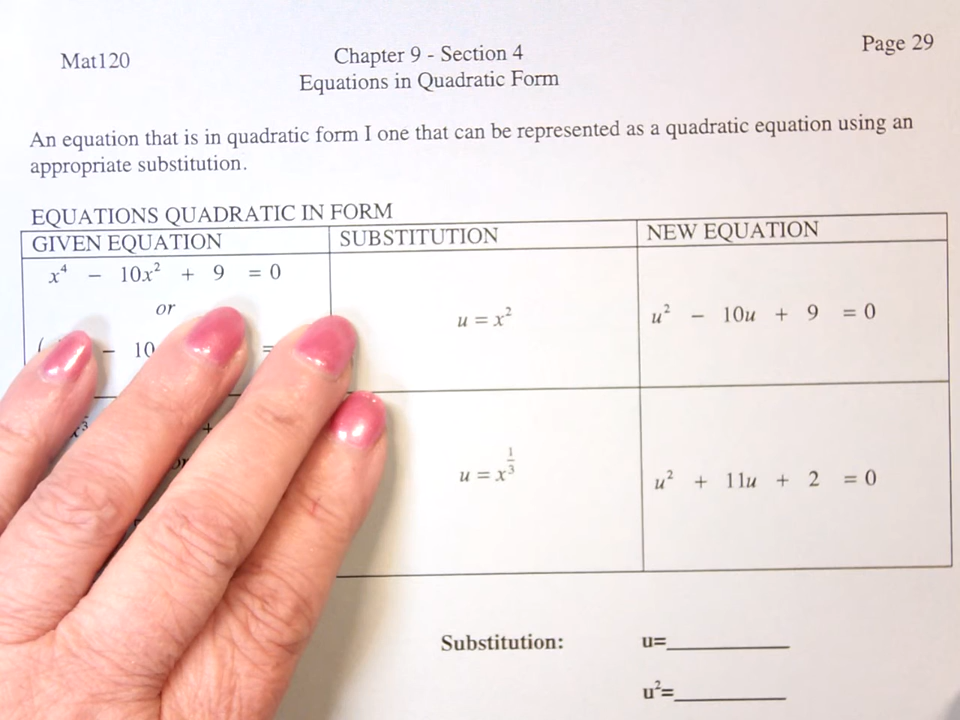 Mat120
Chapter 9 - Section 4
Page 29
Equations in Quadratic Form
An equation that is in quadratic form I one that can be represented as a quadratic equation using an
appropriate substitution.
EQUATIONS QUADRATIC IN FORM
GIVEN EQUATION
SUBSTITUTION
NEW EQUATION
x⁴ − 10x² + 9 = 0
or
( − 10 =
u = x²
u² − 10u + 9 = 0
u = x^(1/3)
u² + 11u + 2 = 0
Substitution:
u=__________
u²=__________